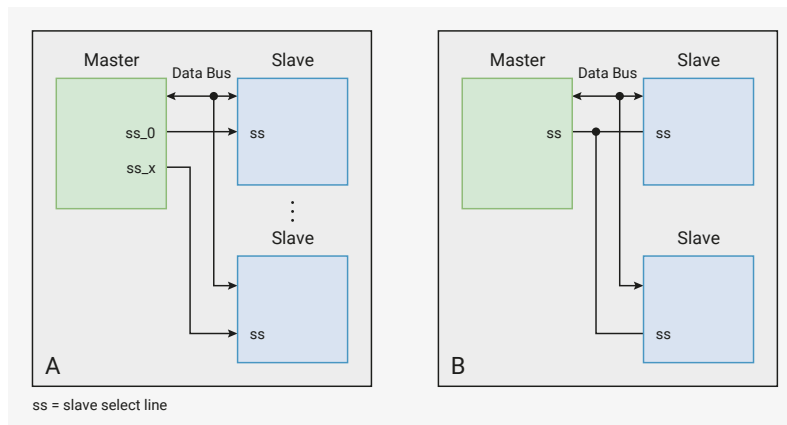 Master
Data Bus
Slave
ss_0
ss
ss_x
Slave
ss
A
Master
Data Bus
Slave
ss
ss
Slave
ss
B
ss = slave select line